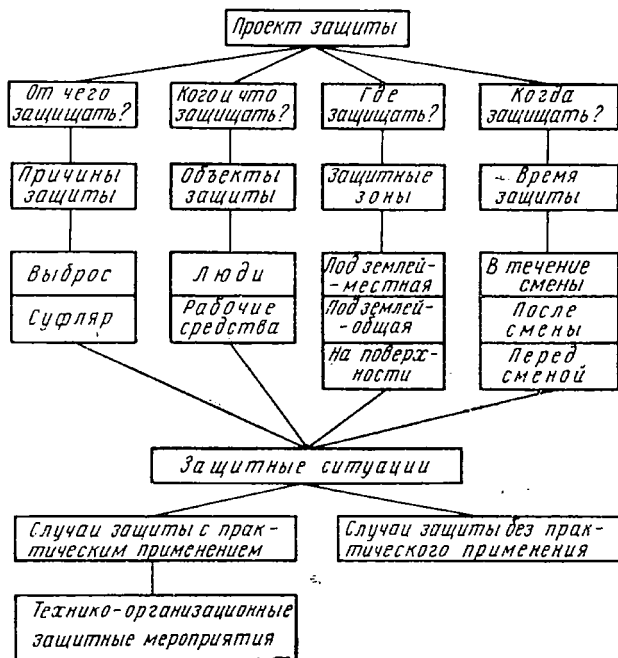 Проект защиты
От чего
защищать?
Кого и что
защищать?
Где
защищать?
Когда
защищать?
Причины
защиты
Объекты
защиты
Защитные
зоны
Время
защиты
Выброс
Суфляр
Люди
Рабочие
средства
Под землей-
-местная
Под землей-
-общая
На поверх-
ности
В течение
смены
После
смены
Перед
сменой
Защитные ситуации
Случаи защиты с прак-
тическим применением
Случаи защиты без прак-
тического применения
Технико-организационные
защитные мероприятия